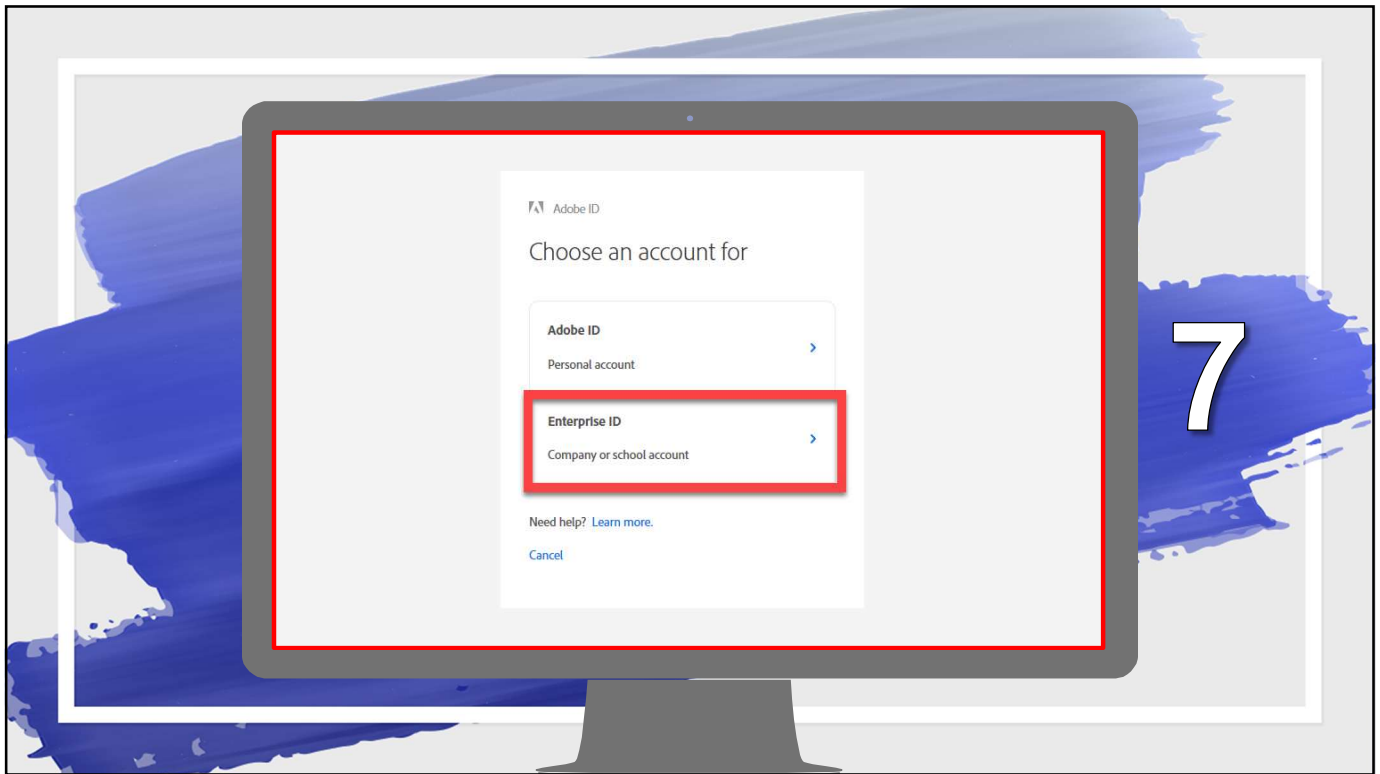 Adobe ID
Choose an account for
Adobe ID
Personal account
Enterprise ID
Company or school account
Need help? Learn more.
Cancel
7